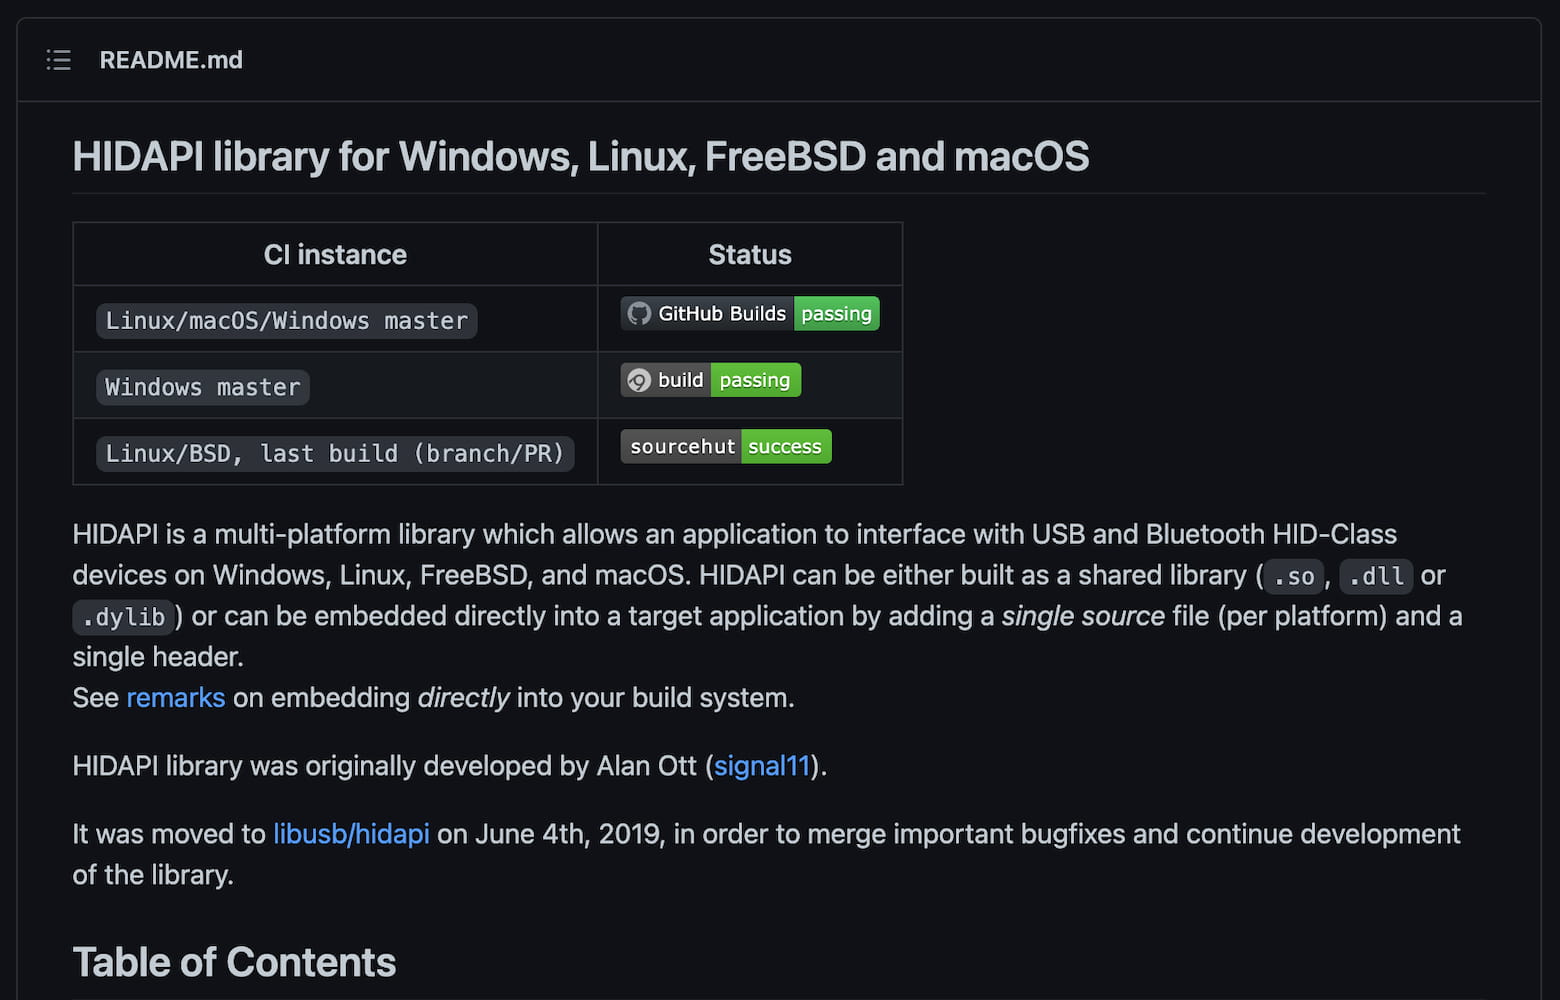 README.md
HIDAPI library for Windows, Linux, FreeBSD and macOS
CI instance Status
Linux/macOS/Windows master GitHub Builds passing
Windows master build passing
Linux/BSD, last build (branch/PR) sourcehut success
HIDAPI is a multi-platform library which allows an application to interface with USB and Bluetooth HID-Class
devices on Windows, Linux, FreeBSD, and macOS. HIDAPI can be either built as a shared library (.so, .dll or
.dylib) or can be embedded directly into a target application by adding a single source file (per platform) and a
single header.
See remarks on embedding directly into your build system.
HIDAPI library was originally developed by Alan Ott (signal11).
It was moved to libusb/hidapi on June 4th, 2019, in order to merge important bugfixes and continue development
of the library.
Table of Contents